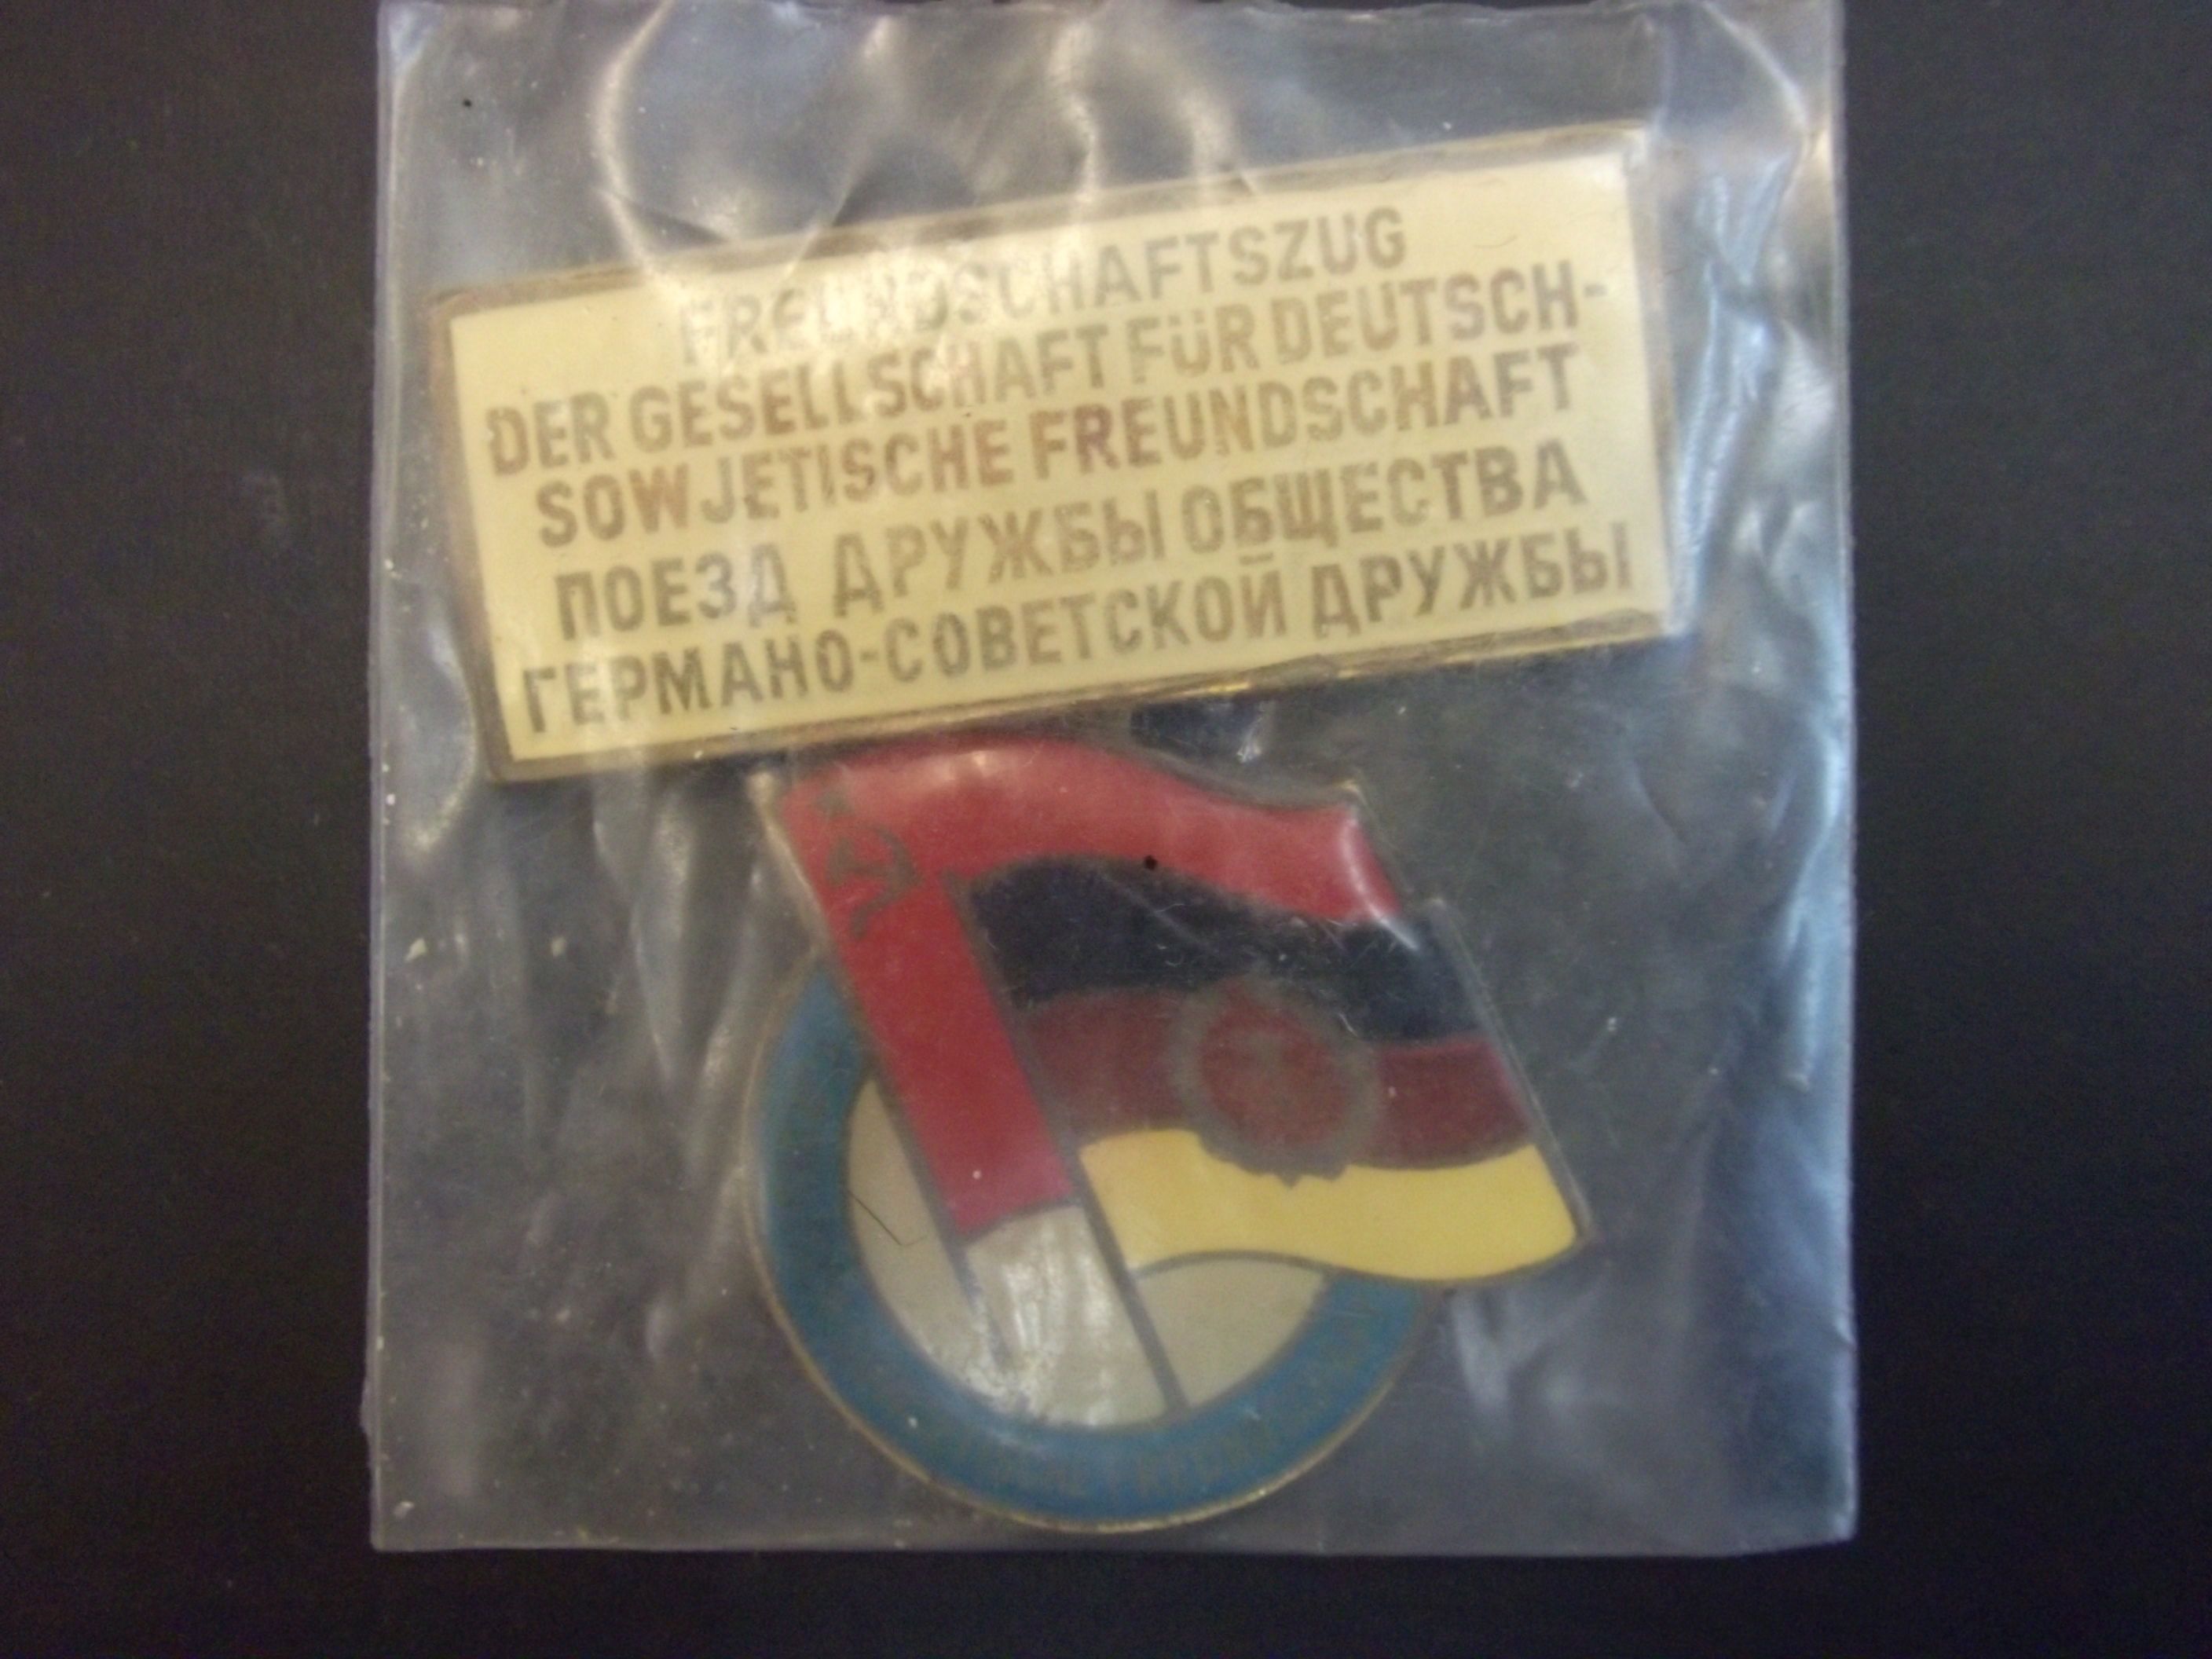 FREUNDSCHAFTSZUG
DER GESELLSCHAFT FÜR DEUTSCH-
SOWJETISCHE FREUNDSCHAFT
ПОЕЗД ДРУЖБЫ ОБЩЕСТВА
ГЕРМАНО-СОВЕТСКОЙ ДРУЖБЫ